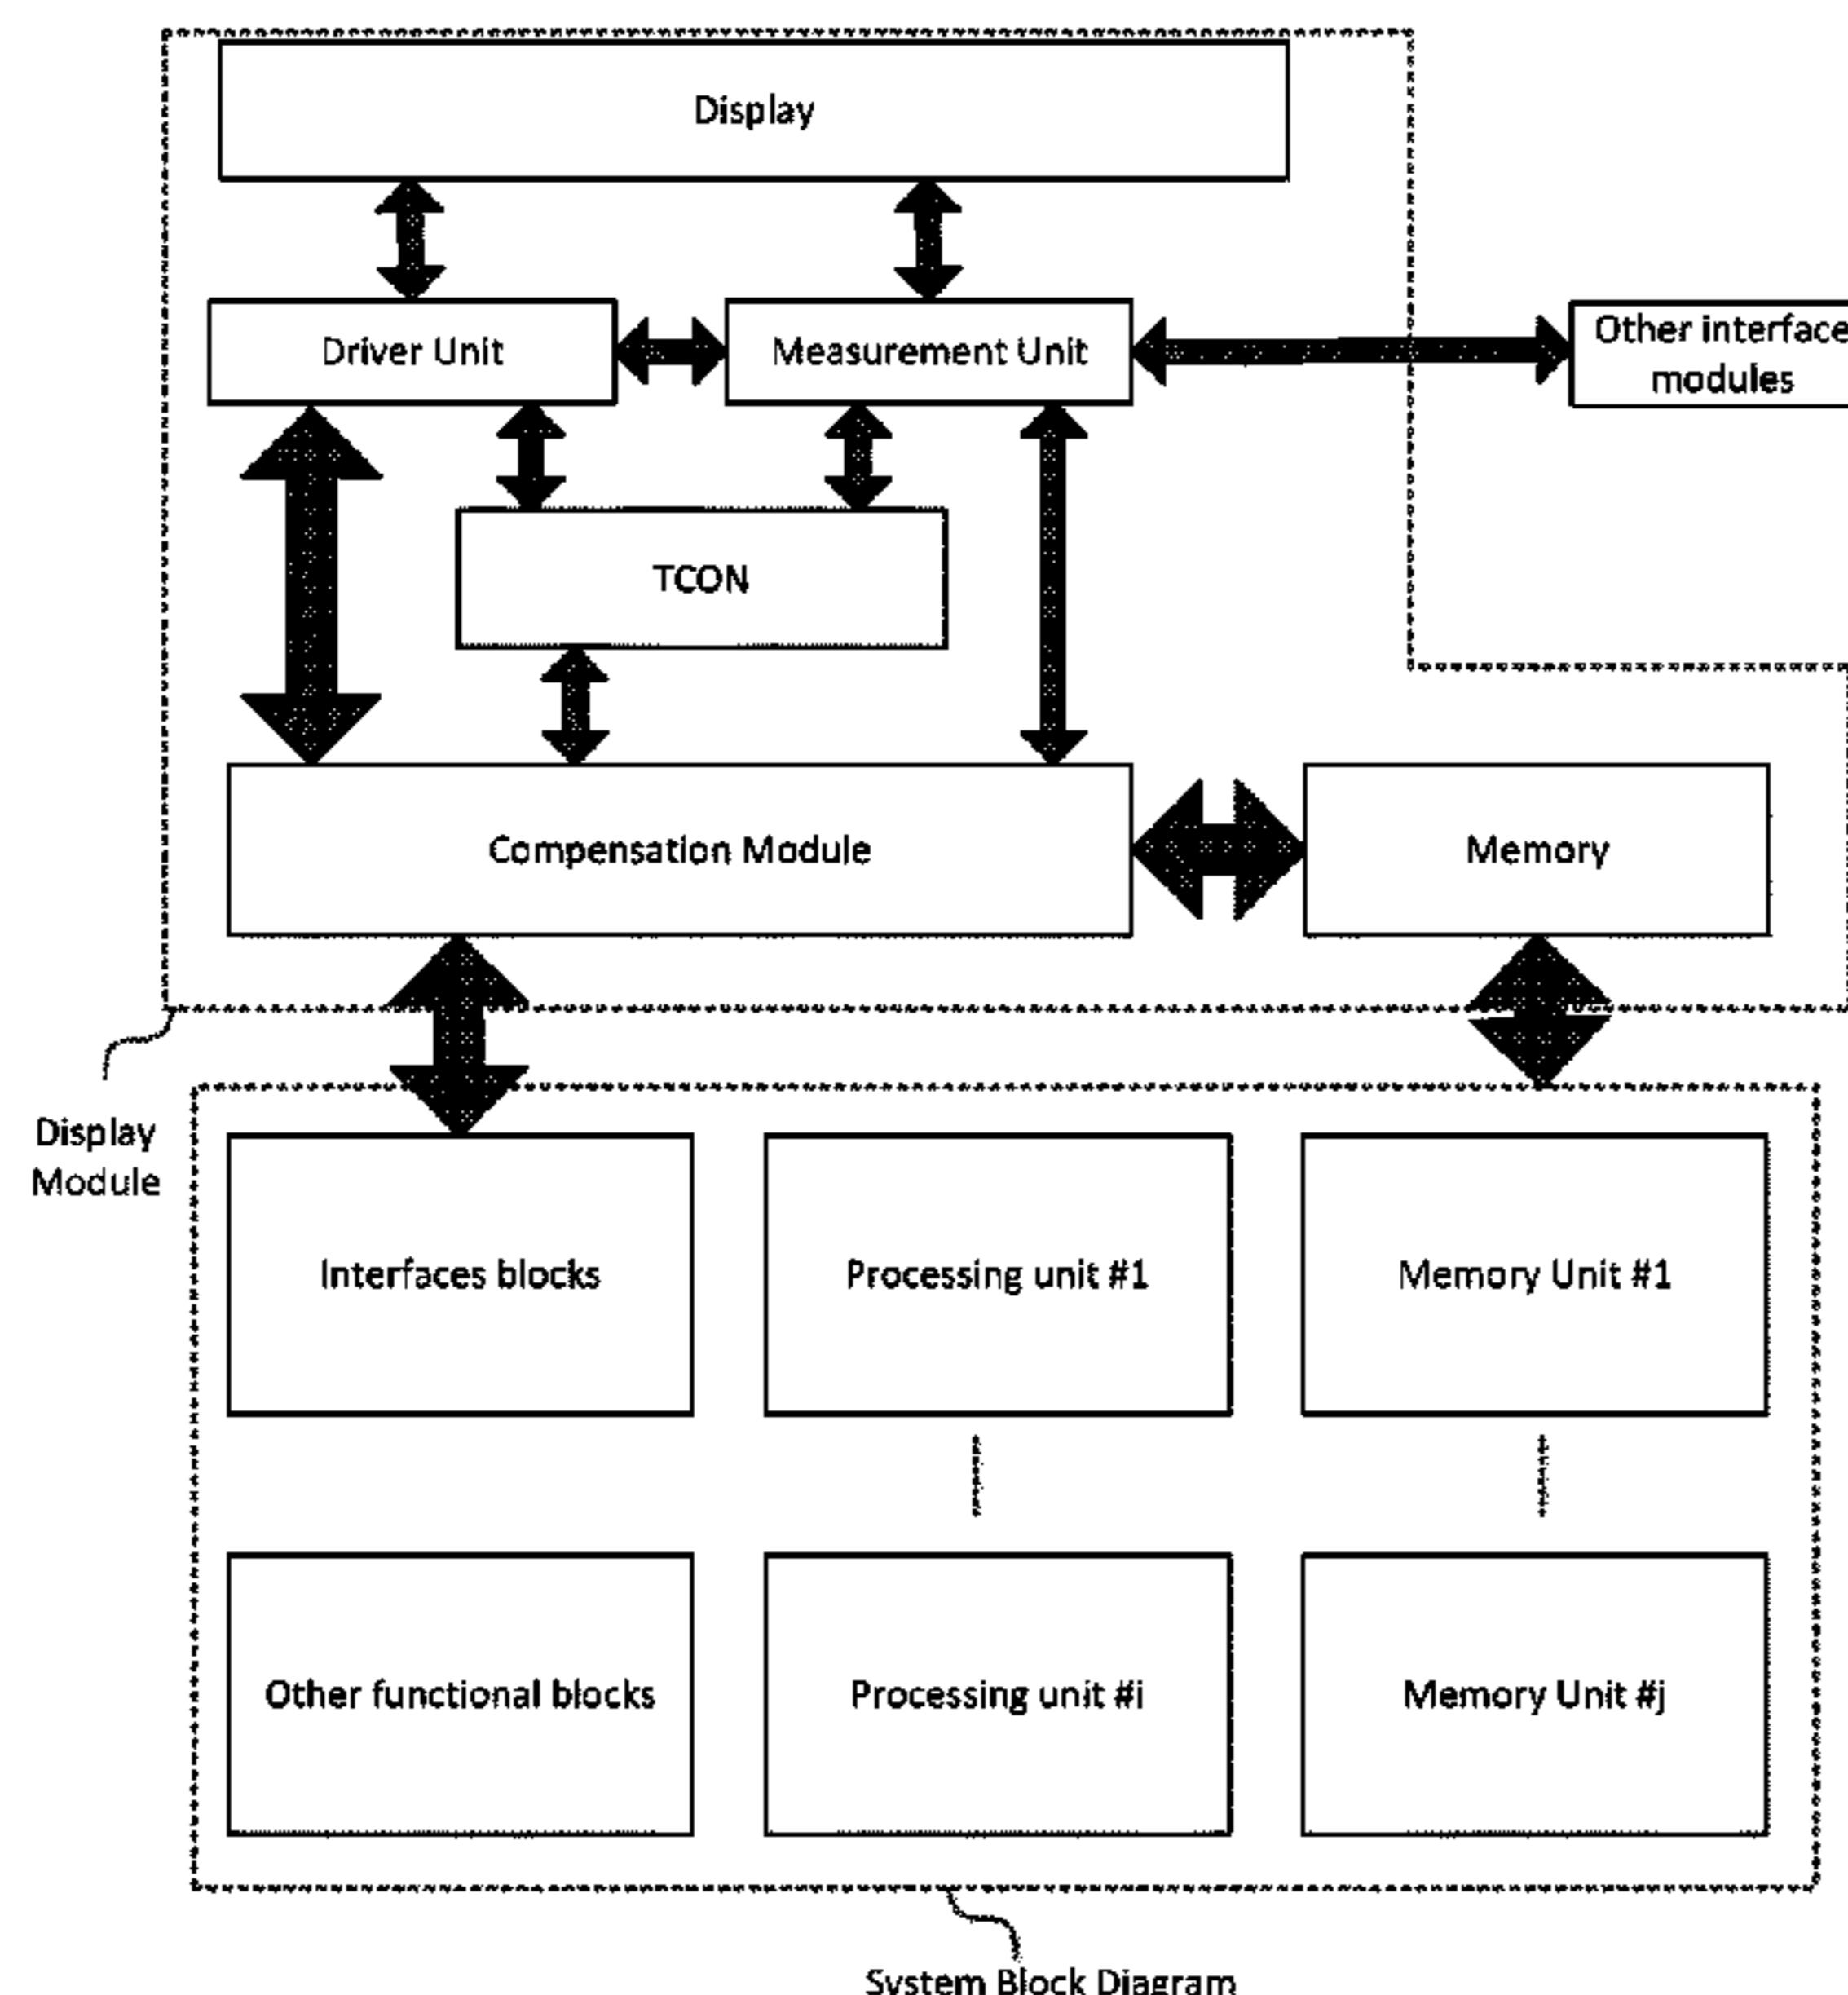 Display
Driver Unit
Measurement Unit
Other interface
modules
TCON
Compensation Module
Memory
Display
Module
Interfaces blocks
Processing unit #1
Memory Unit #1
Other functional blocks
Processing unit #i
Memory Unit #j
System Block Diagram